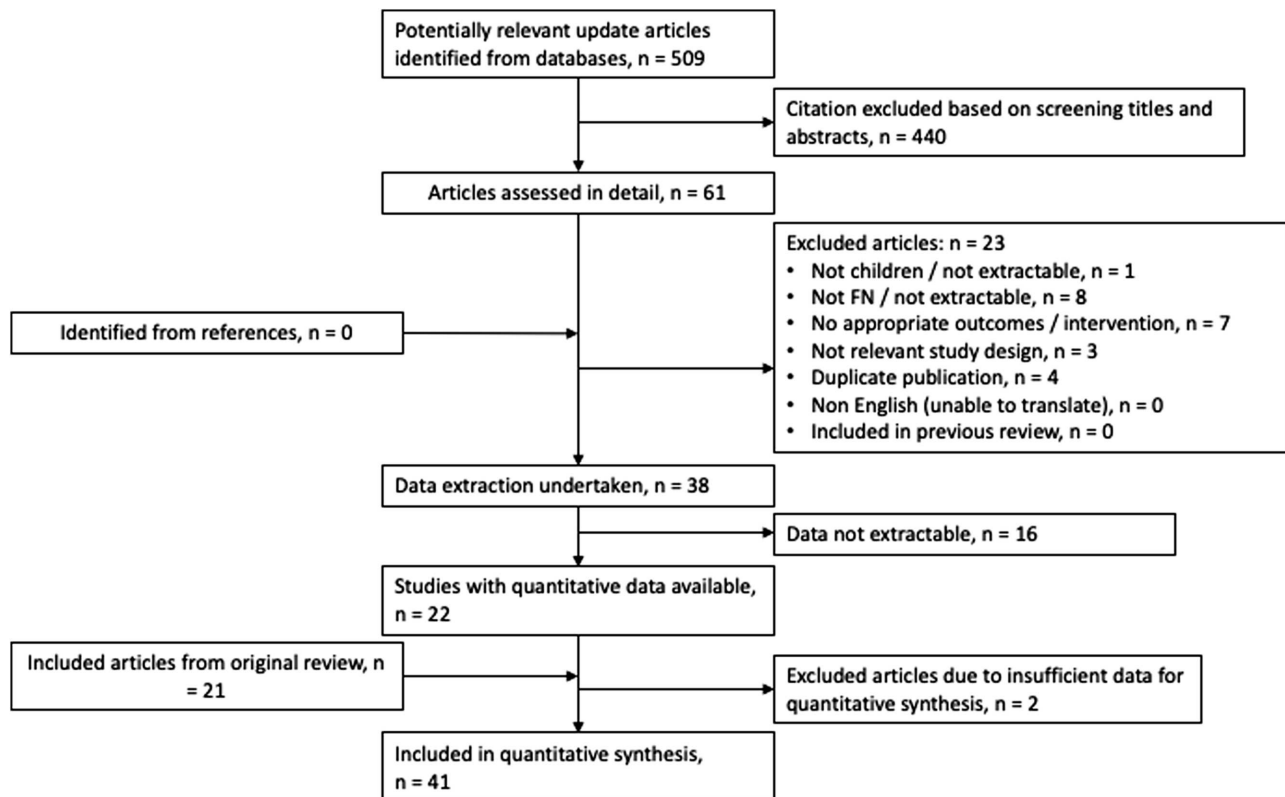 Potentially relevant update articles
identified from databases, n = 509
Citation excluded based on screening titles and
abstracts, n = 440
Articles assessed in detail, n = 61
Excluded articles: n = 23
• Not children / not extractable, n = 1
• Not FN / not extractable, n = 8
• No appropriate outcomes / intervention, n = 7
• Not relevant study design, n = 3
• Duplicate publication, n = 4
• Non English (unable to translate), n = 0
• Included in previous review, n = 0
Identified from references, n = 0
Data extraction undertaken, n = 38
Data not extractable, n = 16
Studies with quantitative data available,
n = 22
Included articles from original review, n
= 21
Excluded articles due to insufficient data for
quantitative synthesis, n = 2
Included in quantitative synthesis,
n = 41